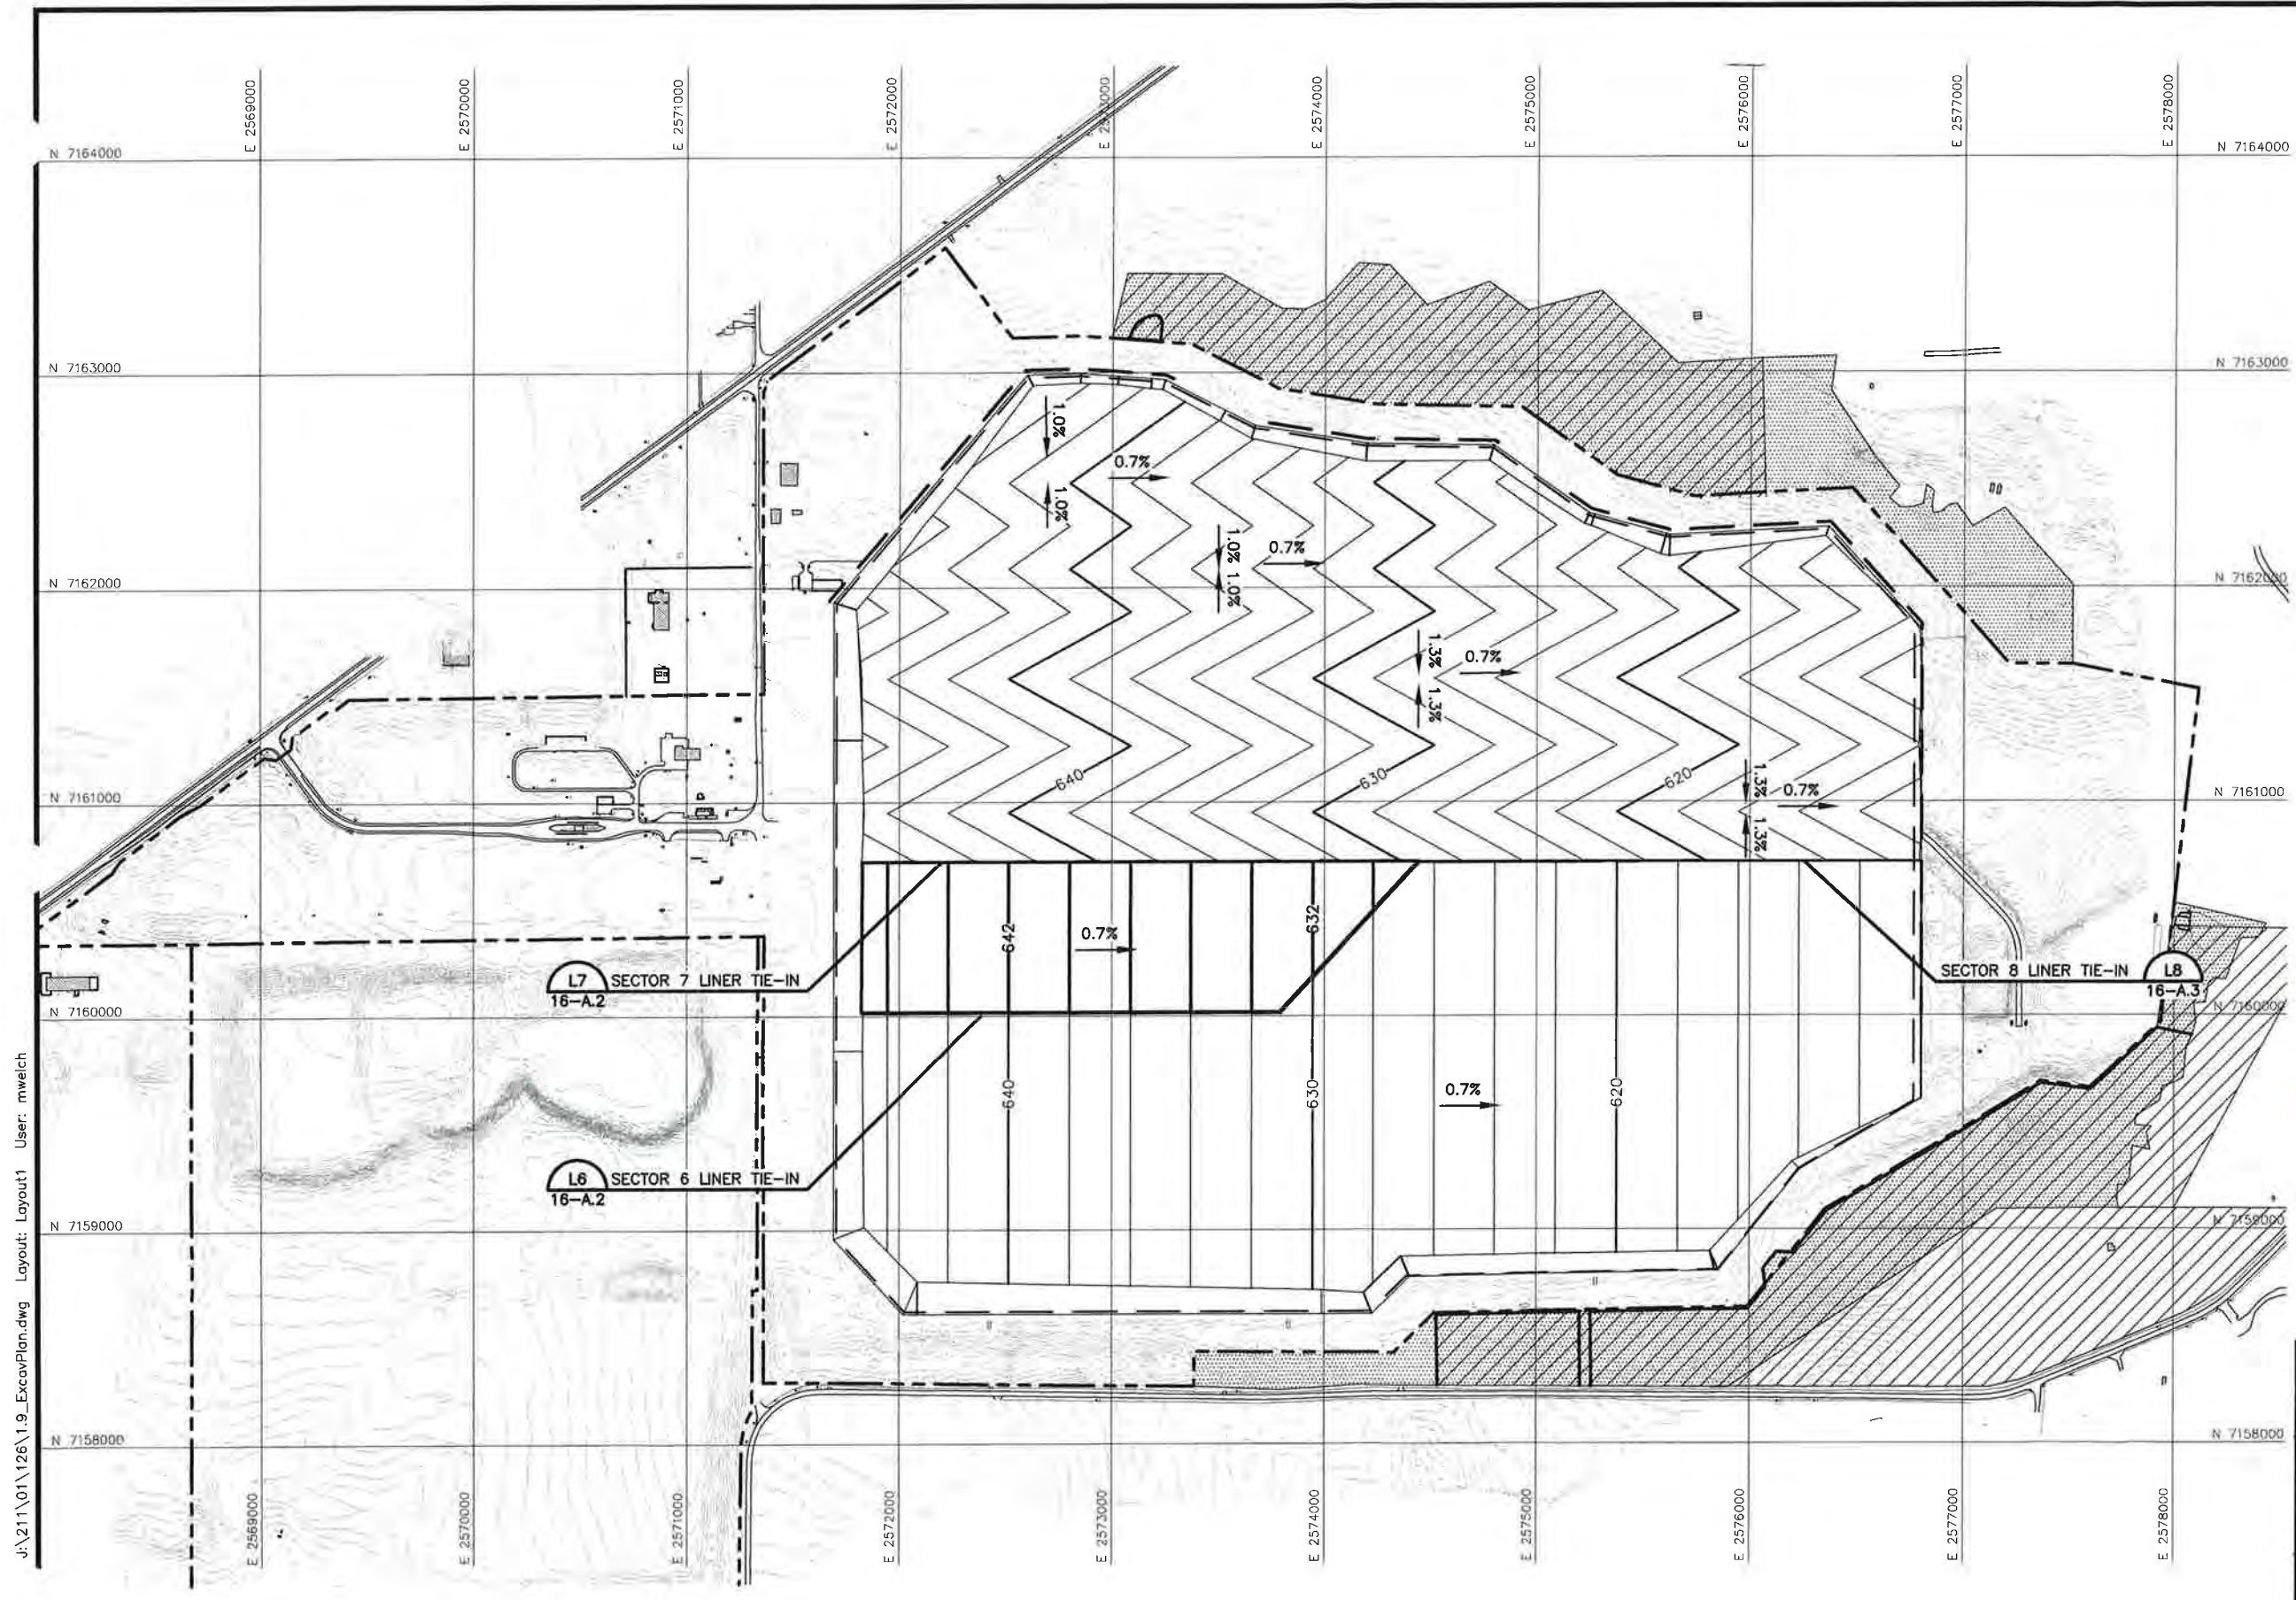 E 2569000
E 2570000
E 2571000
E 2572000
E 2573000
E 2574000
E 2575000
E 2576000
E 2577000
E 2578000
N 7164000
N 7164000
N 7163000
N 7163000
1.0%
0.7%
1.0%
1.0%
0.7%
1.0%
N 7162000
N 7162000
1.3%
0.7%
1.3%
640
630
620
1.3%
0.7%
1.3%
N 7161000
N 7161000
642
0.7%
632
L7 SECTOR 7 LINER TIE-IN
16-A.2
SECTOR 8 LINER TIE-IN L8
16-A.3
N 7160000
N 7160000
640
630
0.7%
620
L6 SECTOR 6 LINER TIE-IN
16-A.2
N 7159000
N 7159000
N 7158000
N 7158000
E 2569000
E 2570000
E 2571000
E 2572000
E 2573000
E 2574000
E 2575000
E 2576000
E 2577000
E 2578000
J:\211\01\126\1.9_ExcavPlan.dwg Layout: Layout1 User: mwelch